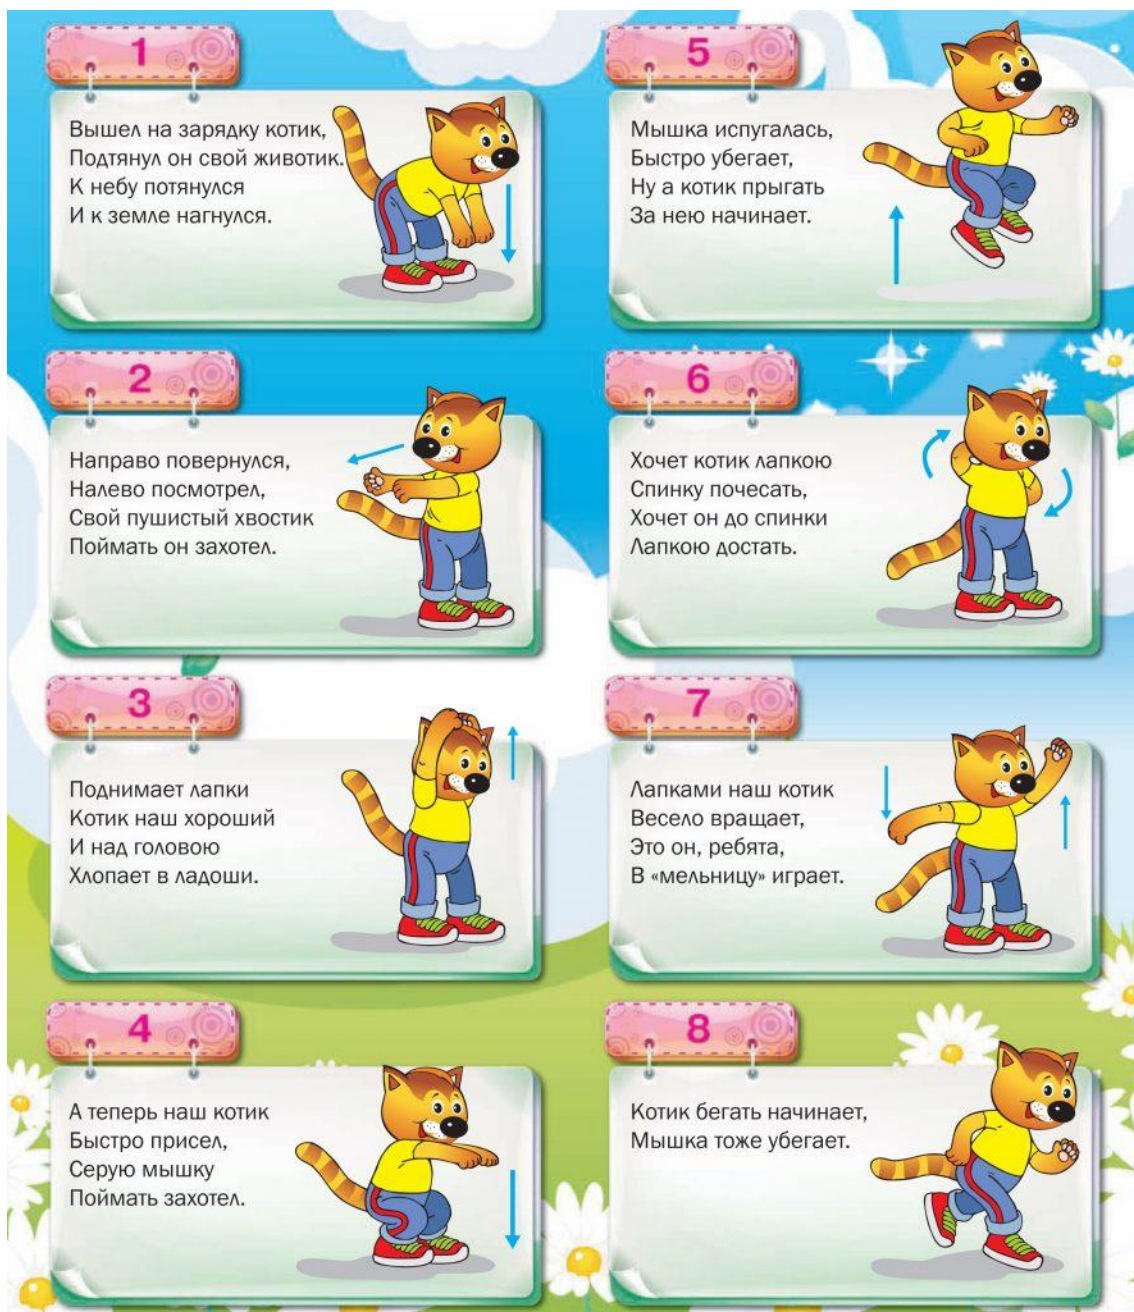 1
Вышел на зарядку котик,
Подтянул он свой животик.
К небу потянулся
И к земле нагнулся.
2
Направо повернулся,
Налево посмотрел,
Свой пушистый хвостик
Поймать он захотел.
3
Поднимает лапки
Котик наш хороший
И над головою
Хлопает в ладоши.
4
А теперь наш котик
Быстро присел,
Серую мышку
Поймать захотел.
5
Мышка испугалась,
Быстро убегает,
Ну а котик прыгать
За нею начинает.
6
Хочет котик лапкою
Спинку почесать,
Хочет он до спинки
Лапкою достать.
7
Лапками наш котик
Весело вращает,
Это он, ребята,
В «мельницу» играет.
8
Котик бегать начинает,
Мышка тоже убегает.